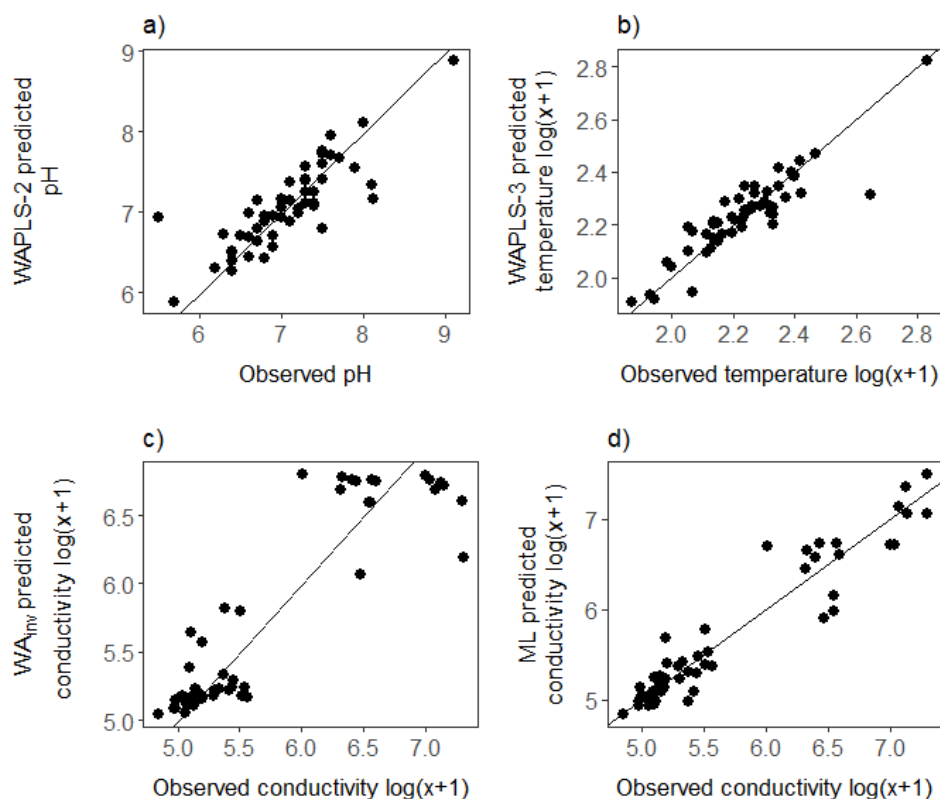 a)
9
8
7
6
6
7
8
9
WAPLS-2 predicted
pH
Observed pH
b)
2.8
2.6
2.4
2.2
2.0
2.0
2.2
2.4
2.6
2.8
WAPLS-3 predicted
temperature log(x+1)
Observed temperature log(x+1)
c)
6.5
6.0
5.5
5.0
5.0
5.5
6.0
6.5
7.0
WAinv predicted
conductivity log(x+1)
Observed conductivity log(x+1)
d)
7
6
5
5.0
5.5
6.0
6.5
7.0
ML predicted
conductivity log(x+1)
Observed conductivity log(x+1)